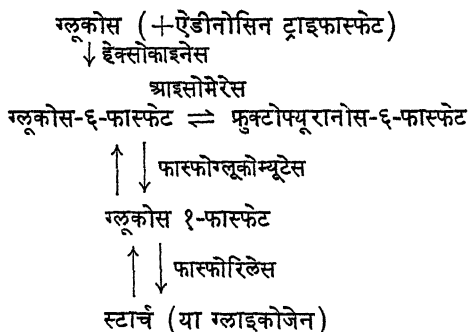 ग्लूकोस (+ऐडीनोसिन ट्राइफास्फेट)
↓ हेक्सोकाइनेस
आइसोमेरेस
ग्लूकोस-६-फास्फेट ⇌ फ्रुक्टोफ्यूरानोस-६-फास्फेट
↑ ↓ फास्फोग्लूकोम्यूटेस
ग्लूकोस १-फास्फेट
↑ ↓ फास्फोरिलेस
स्टार्च (या ग्लाइकोजेन)